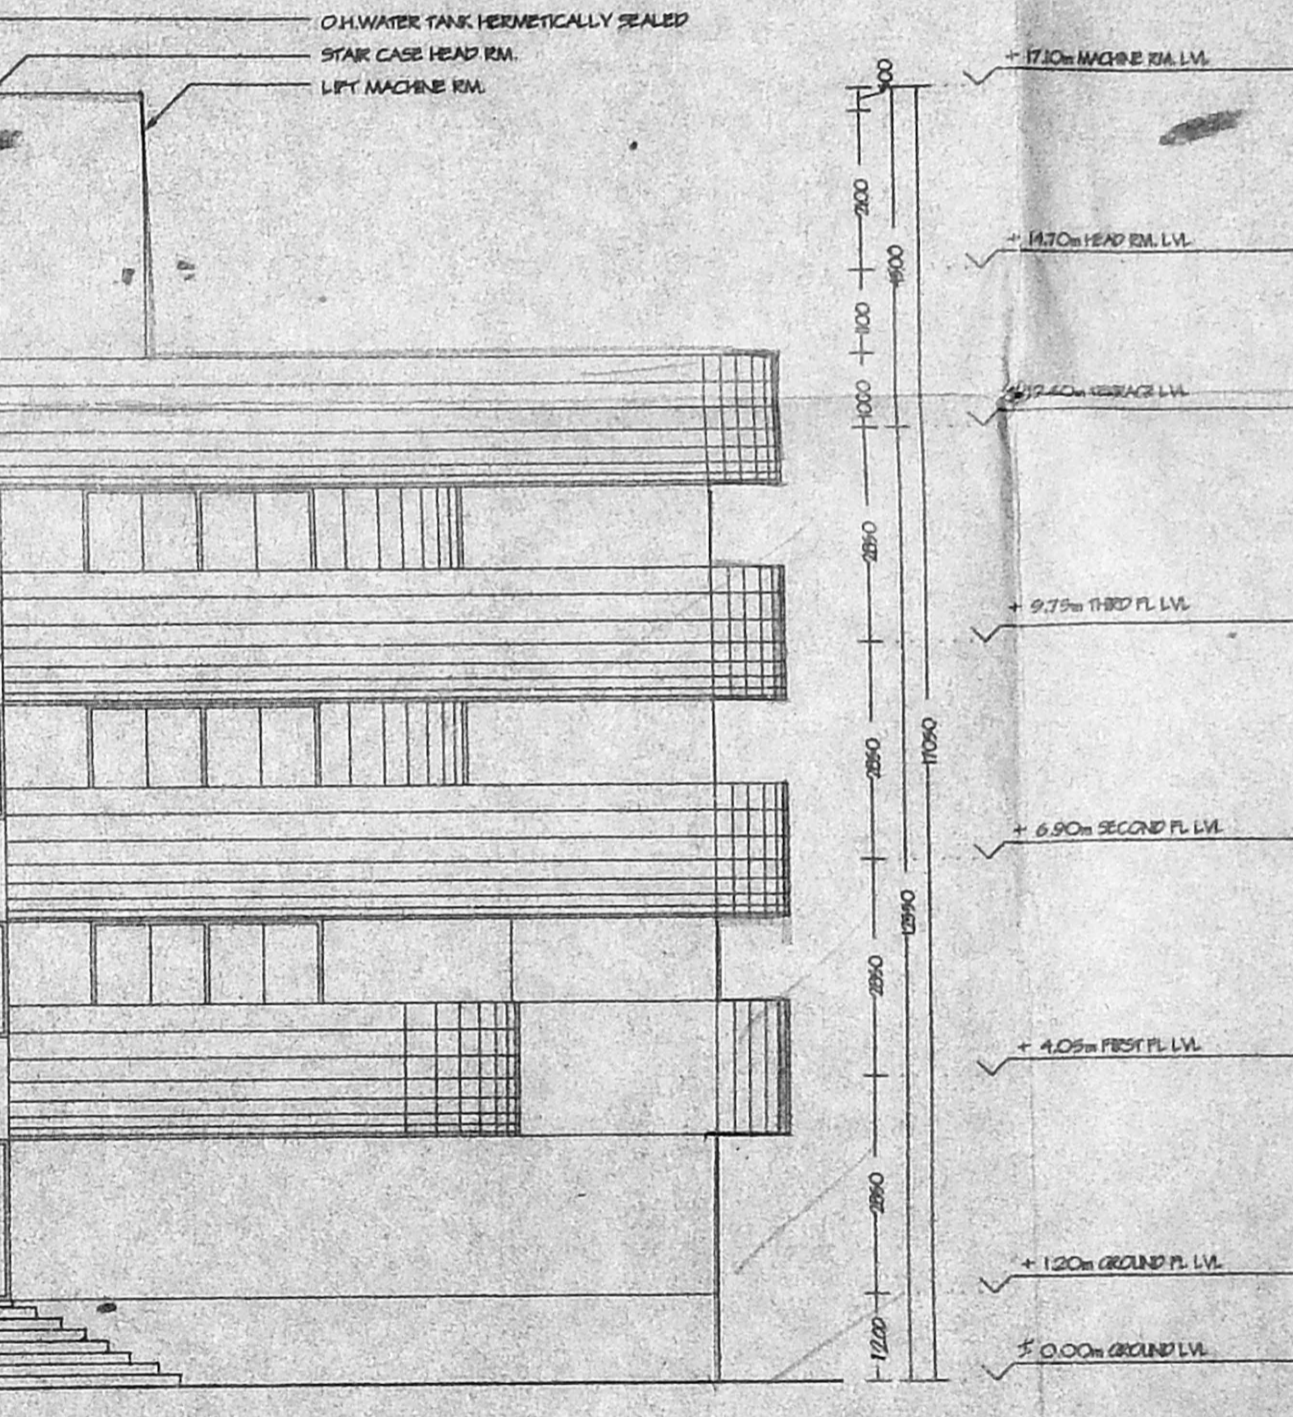 O.H.WATER TANK HERMETICALLY SEALED
STAIR CASE HEAD RM.
LIFT MACHINE RM.
300
2100
4500
1100
1000
2850
2850
2850
2850
1200
17050
+ 17.10m MACHINE RM. LVL
+ 14.70m HEAD RM. LVL
12.60m TERRACE LVL
+ 9.75m THIRD FL LVL
+ 6.90m SECOND FL LVL
+ 4.05m FIRST FL LVL
+ 1.20m GROUND FL LVL
± 0.00m GROUND LVL